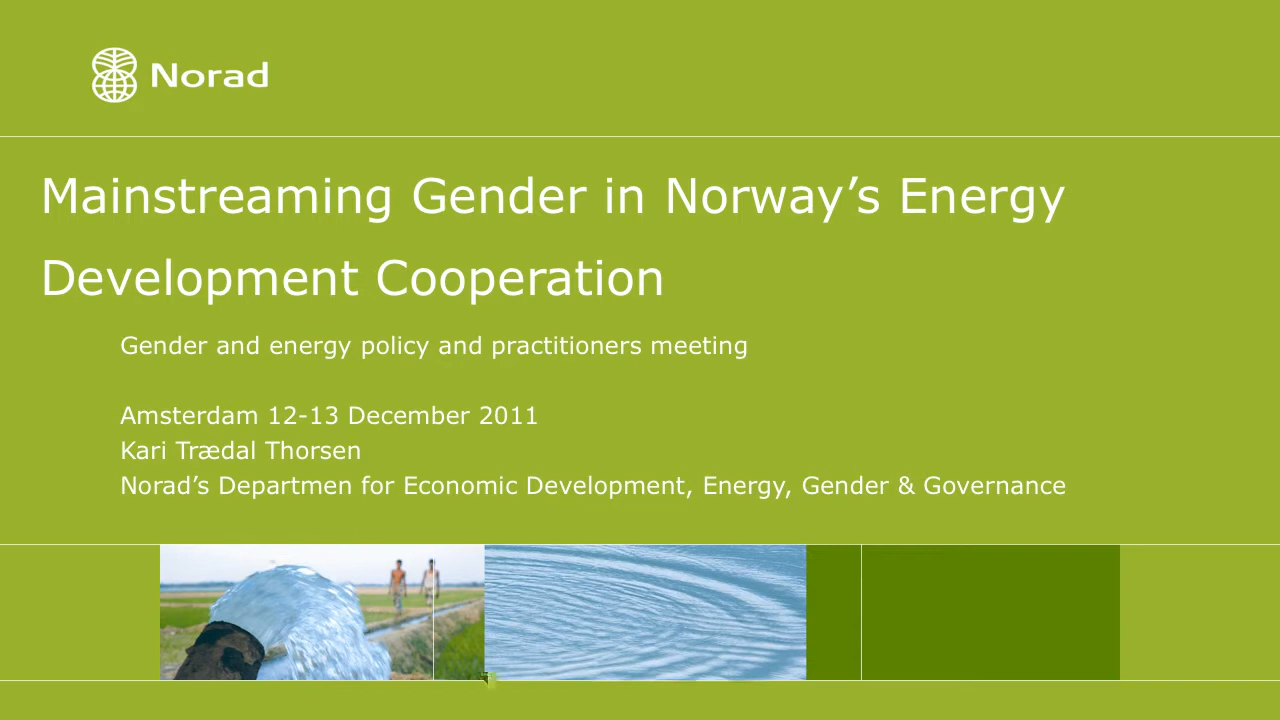 Norad
Mainstreaming Gender in Norway’s Energy
Development Cooperation
Gender and energy policy and practitioners meeting
Amsterdam 12-13 December 2011
Kari Trædal Thorsen
Norad’s Departmen for Economic Development, Energy, Gender & Governance